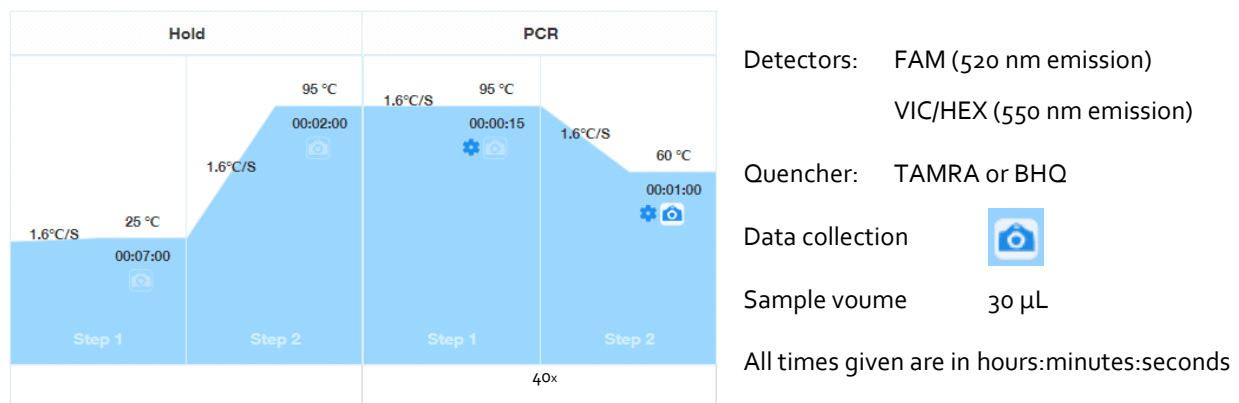 Hold
PCR
1.6°C/S
25 °C
00:07:00
Step 1
1.6°C/S
95 °C
00:02:00
Step 2
1.6°C/S
95 °C
00:00:15
Step 1
1.6°C/S
60 °C
00:01:00
Step 2
40x
Detectors: FAM (520 nm emission)
VIC/HEX (550 nm emission)
Quencher: TAMRA or BHQ
Data collection
Sample voume 30 µL
All times given are in hours:minutes:seconds